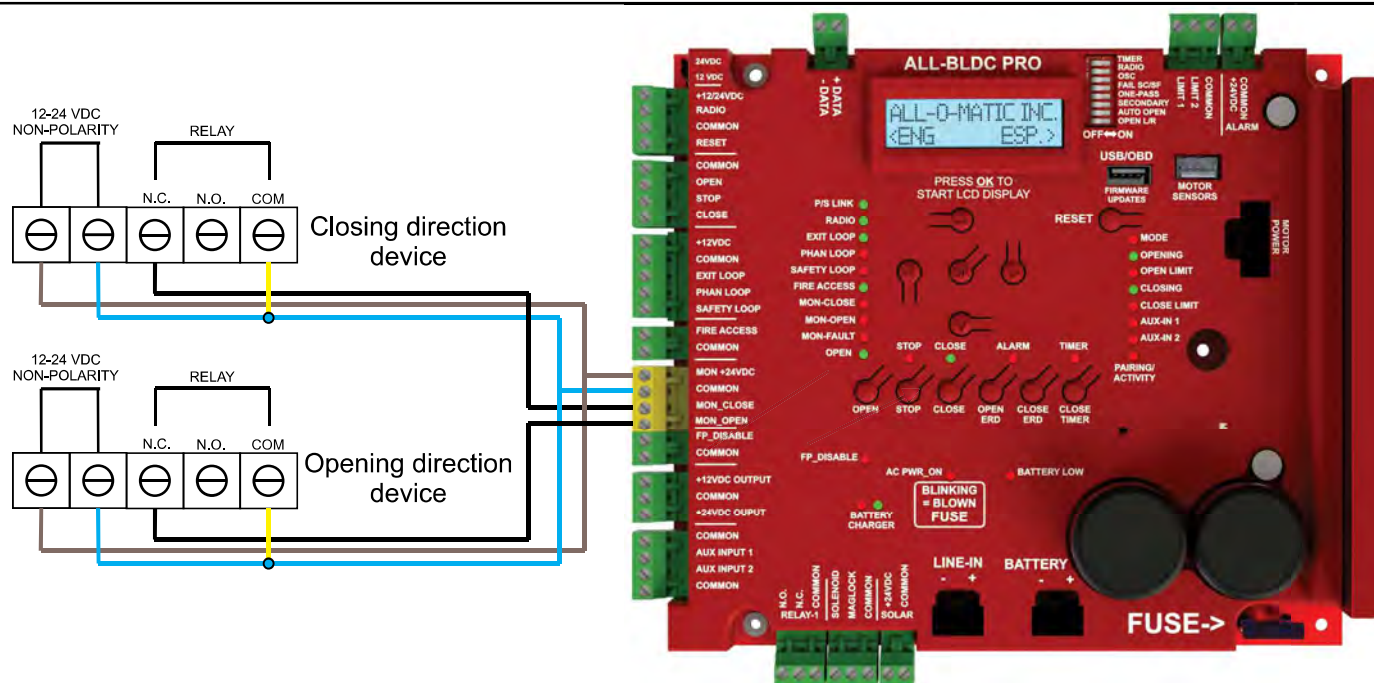 12-24 VDC
NON-POLARITY
RELAY
N.C.
N.O.
COM
Closing direction
device
12-24 VDC
NON-POLARITY
RELAY
N.C.
N.O.
COM
Opening direction
device
24VDC
12 VDC
+12/24VDC
RADIO
COMMON
RESET
COMMON
OPEN
STOP
CLOSE
+12VDC
COMMON
EXIT LOOP
PHAN LOOP
SAFETY LOOP
FIRE ACCESS
COMMON
MON +24VDC
COMMON
MON_CLOSE
MON_OPEN
FP_DISABLE
COMMON
+12VDC OUTPUT
COMMON
+24VDC OUPUT
COMMON
AUX INPUT 1
AUX INPUT 2
COMMON
+ DATA
- DATA
ALL-BLDC PRO
ALL-O-MATIC INC.
<ENG ESP.>
TIMER
RADIO
OSC
FAIL SC/SF
ONE-PASS
SECONDARY
AUTO OPEN
OPEN L/R
OFF⬌ON
LIMIT 1
LIMIT 2
COMMON
+24VDC
COMMON
ALARM
PRESS OK TO
START LCD DISPLAY
USB/OBD
FIRMWARE
UPDATES
MOTOR
SENSORS
RESET
MOTOR
POWER
P/S LINK
RADIO
EXIT LOOP
PHAN LOOP
SAFETY LOOP
FIRE ACCESS
MON-CLOSE
MON-OPEN
MON-FAULT
OPEN
STOP
CLOSE
ALARM
TIMER
MODE
OPENING
OPEN LIMIT
CLOSING
CLOSE LIMIT
AUX-IN 1
AUX-IN 2
PAIRING/
ACTIVITY
OPEN
STOP
CLOSE
OPEN
ERD
CLOSE
ERD
CLOSE
TIMER
FP_DISABLE
AC PWR_ON
BATTERY LOW
BLINKING
= BLOWN
FUSE
BATTERY
CHARGER
LINE-IN
- +
BATTERY
- +
FUSE->
N.O.
N.C.
COMMON
RELAY-1
SOLENOID
MAGLOCK
COMMON
+24VDC
COMMON
SOLAR